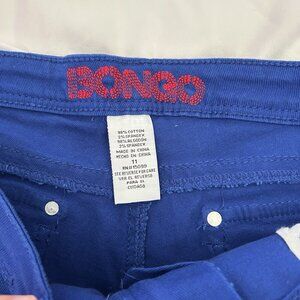 BONGO
98% COTTON
2% SPANDEX
98% ALGODON
2% SPANDEX
MADE IN CHINA
HECHO EN CHINA
11
SEE REVERSE FOR CARE
VER EL REVERSO
PARA EL
CUIDADO